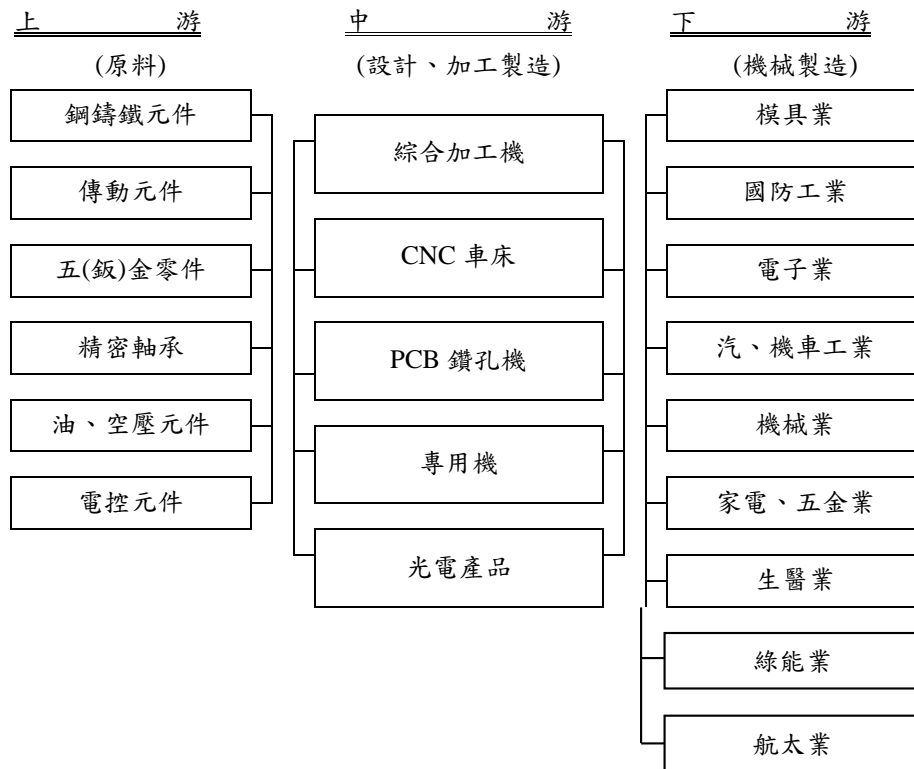 上游
(原料)
鋼鑄鐵元件
傳動元件
五(鈑)金零件
精密軸承
油、空壓元件
電控元件
中游
(設計、加工製造)
綜合加工機
CNC 車床
PCB 鑽孔機
專用機
光電產品
下游
(機械製造)
模具業
國防工業
電子業
汽、機車工業
機械業
家電、五金業
生醫業
綠能業
航太業